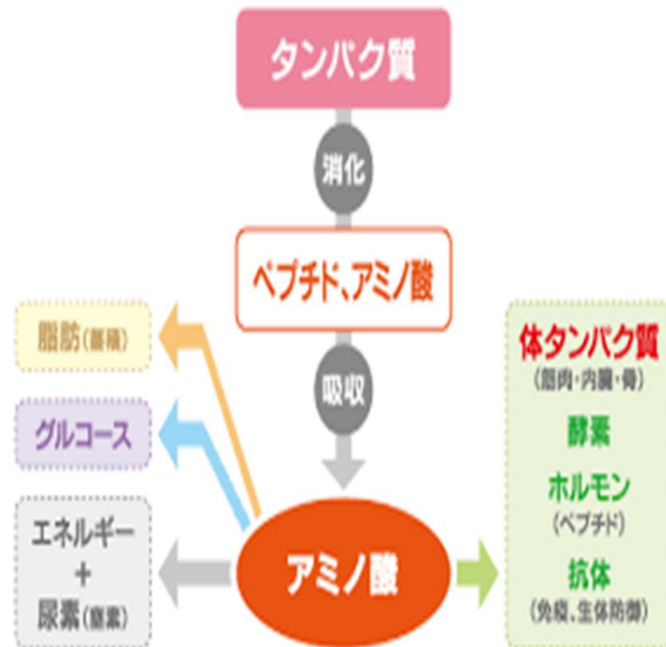 タンパク質
消化
ペプチド、アミノ酸
吸収
脂肪(蓄積)
グルコース
エネルギー
+
尿素(窒素)
アミノ酸
体タンパク質
(筋肉・内臓・骨)
酵素
ホルモン
(ペプチド)
抗体
(免疫、生体防御)